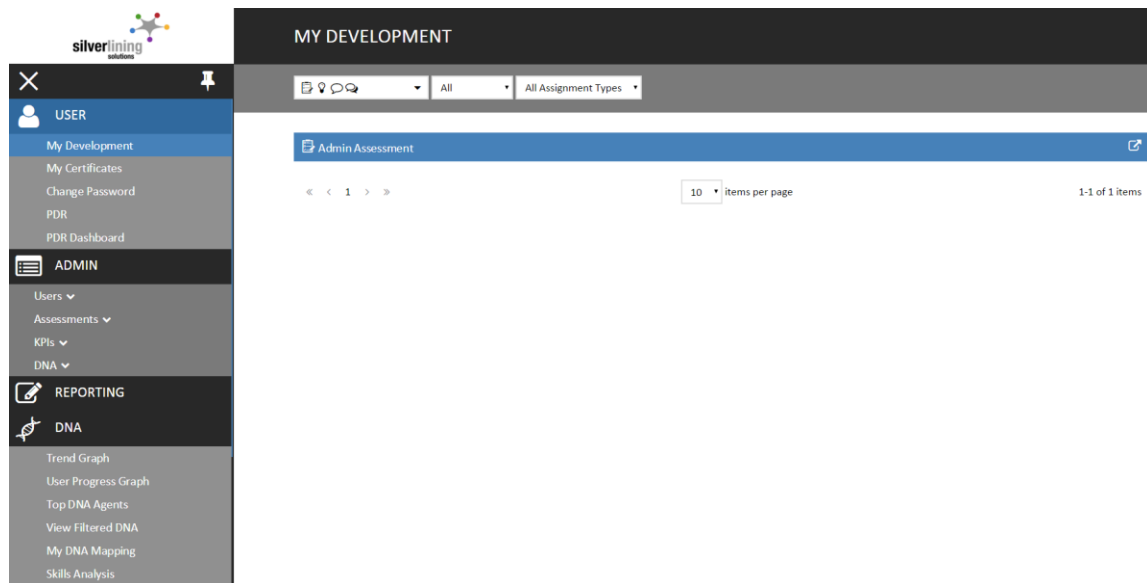 silverlining
solutions
MY DEVELOPMENT
All
All Assignment Types
USER
My Development
My Certificates
Change Password
PDR
PDR Dashboard
ADMIN
Users
Assessments
KPIs
DNA
REPORTING
DNA
Trend Graph
User Progress Graph
Top DNA Agents
View Filtered DNA
My DNA Mapping
Skills Analysis
Admin Assessment
1
10 items per page
1-1 of 1 items